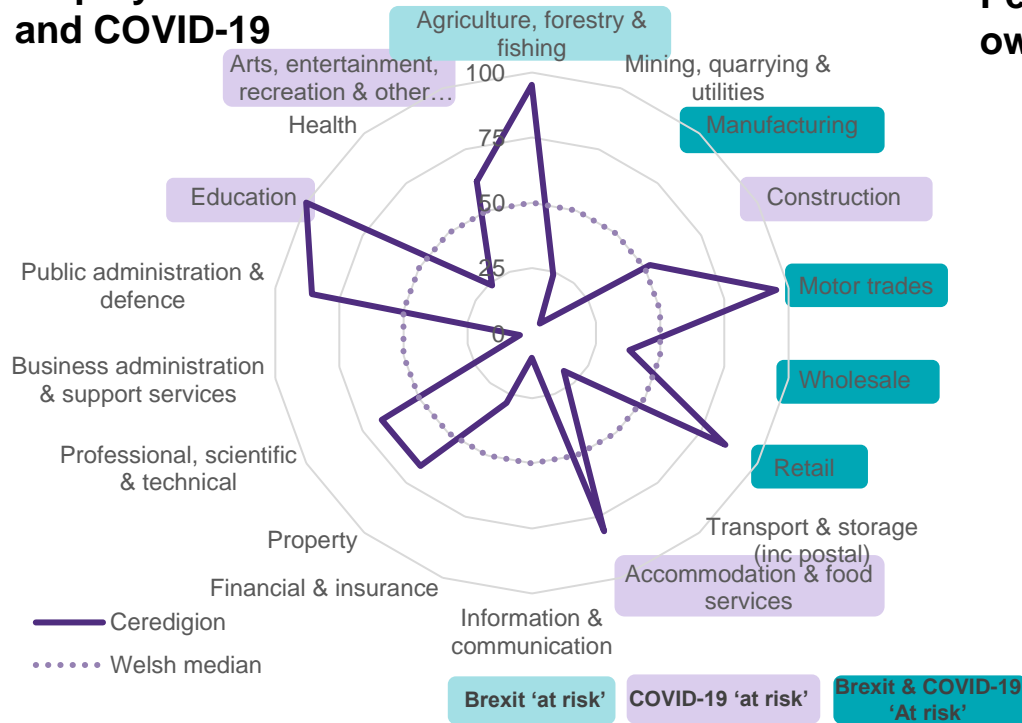 and COVID-19
Agriculture, forestry &
fishing
Arts, entertainment,
recreation & other…
Mining, quarrying &
utilities
Health
Manufacturing
Education
Construction
Public administration &
defence
Motor trades
Business administration
& support services
Wholesale
Professional, scientific
& technical
Retail
Property
Transport & storage
(inc postal)
Financial & insurance
Accommodation & food
services
Information &
communication
100
75
50
25
0
Ceredigion
Welsh median
Brexit ‘at risk’
COVID-19 ‘at risk’
Brexit & COVID-19
‘At risk’